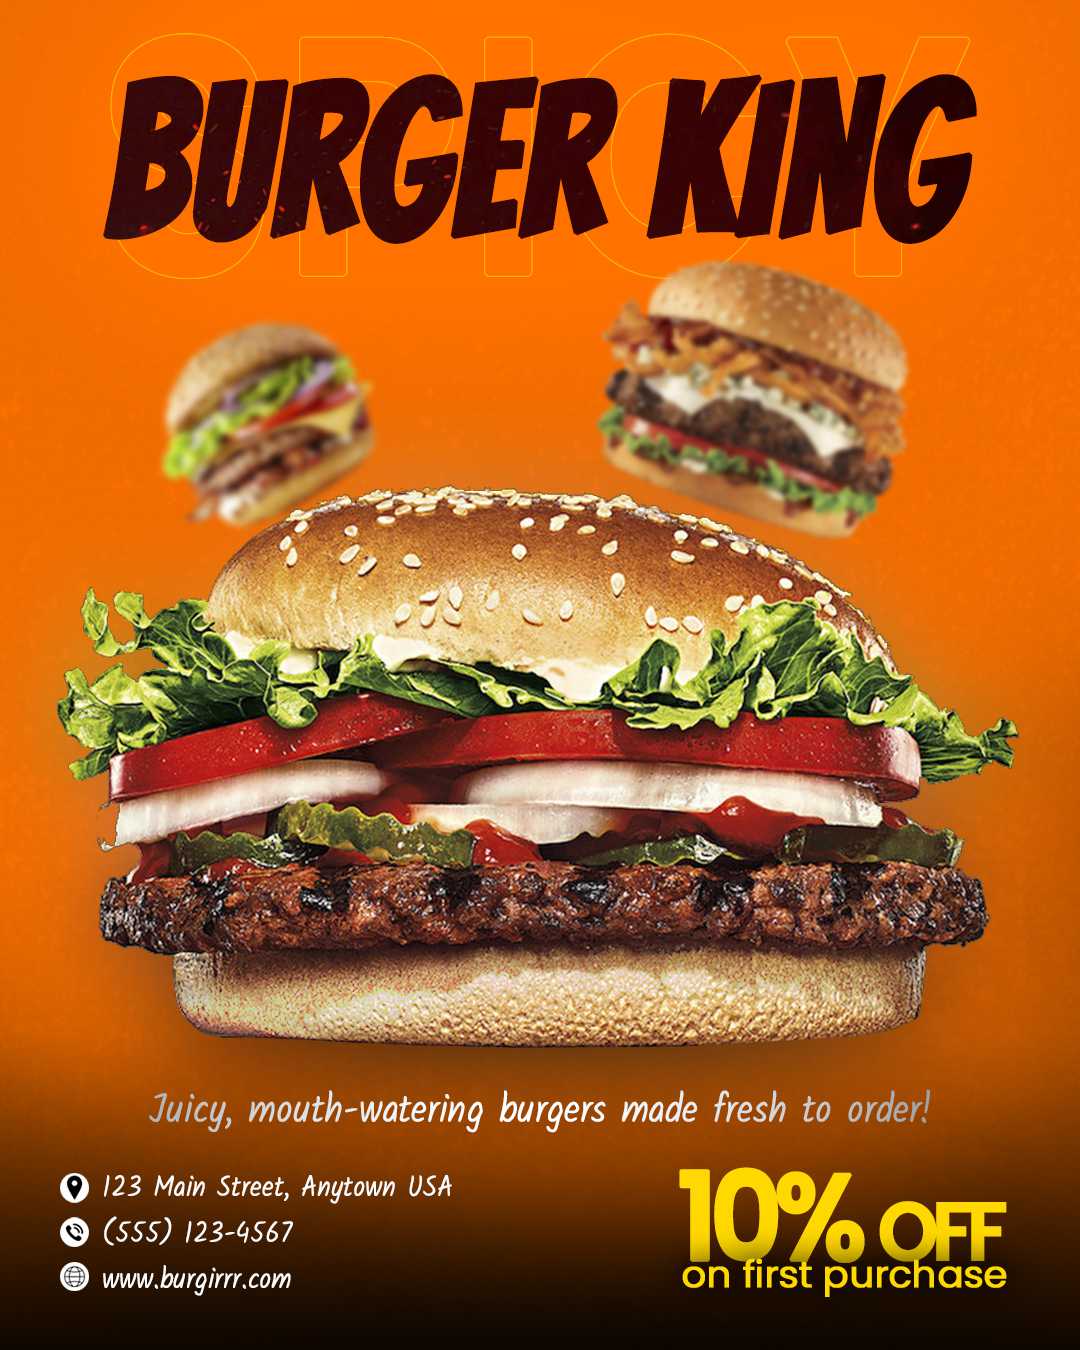 SPICY
BURGER KING
Juicy, mouth-watering burgers made fresh to order!
123 Main Street, Anytown USA
(555) 123-4567
www.burgirrr.com
10% OFF
on first purchase